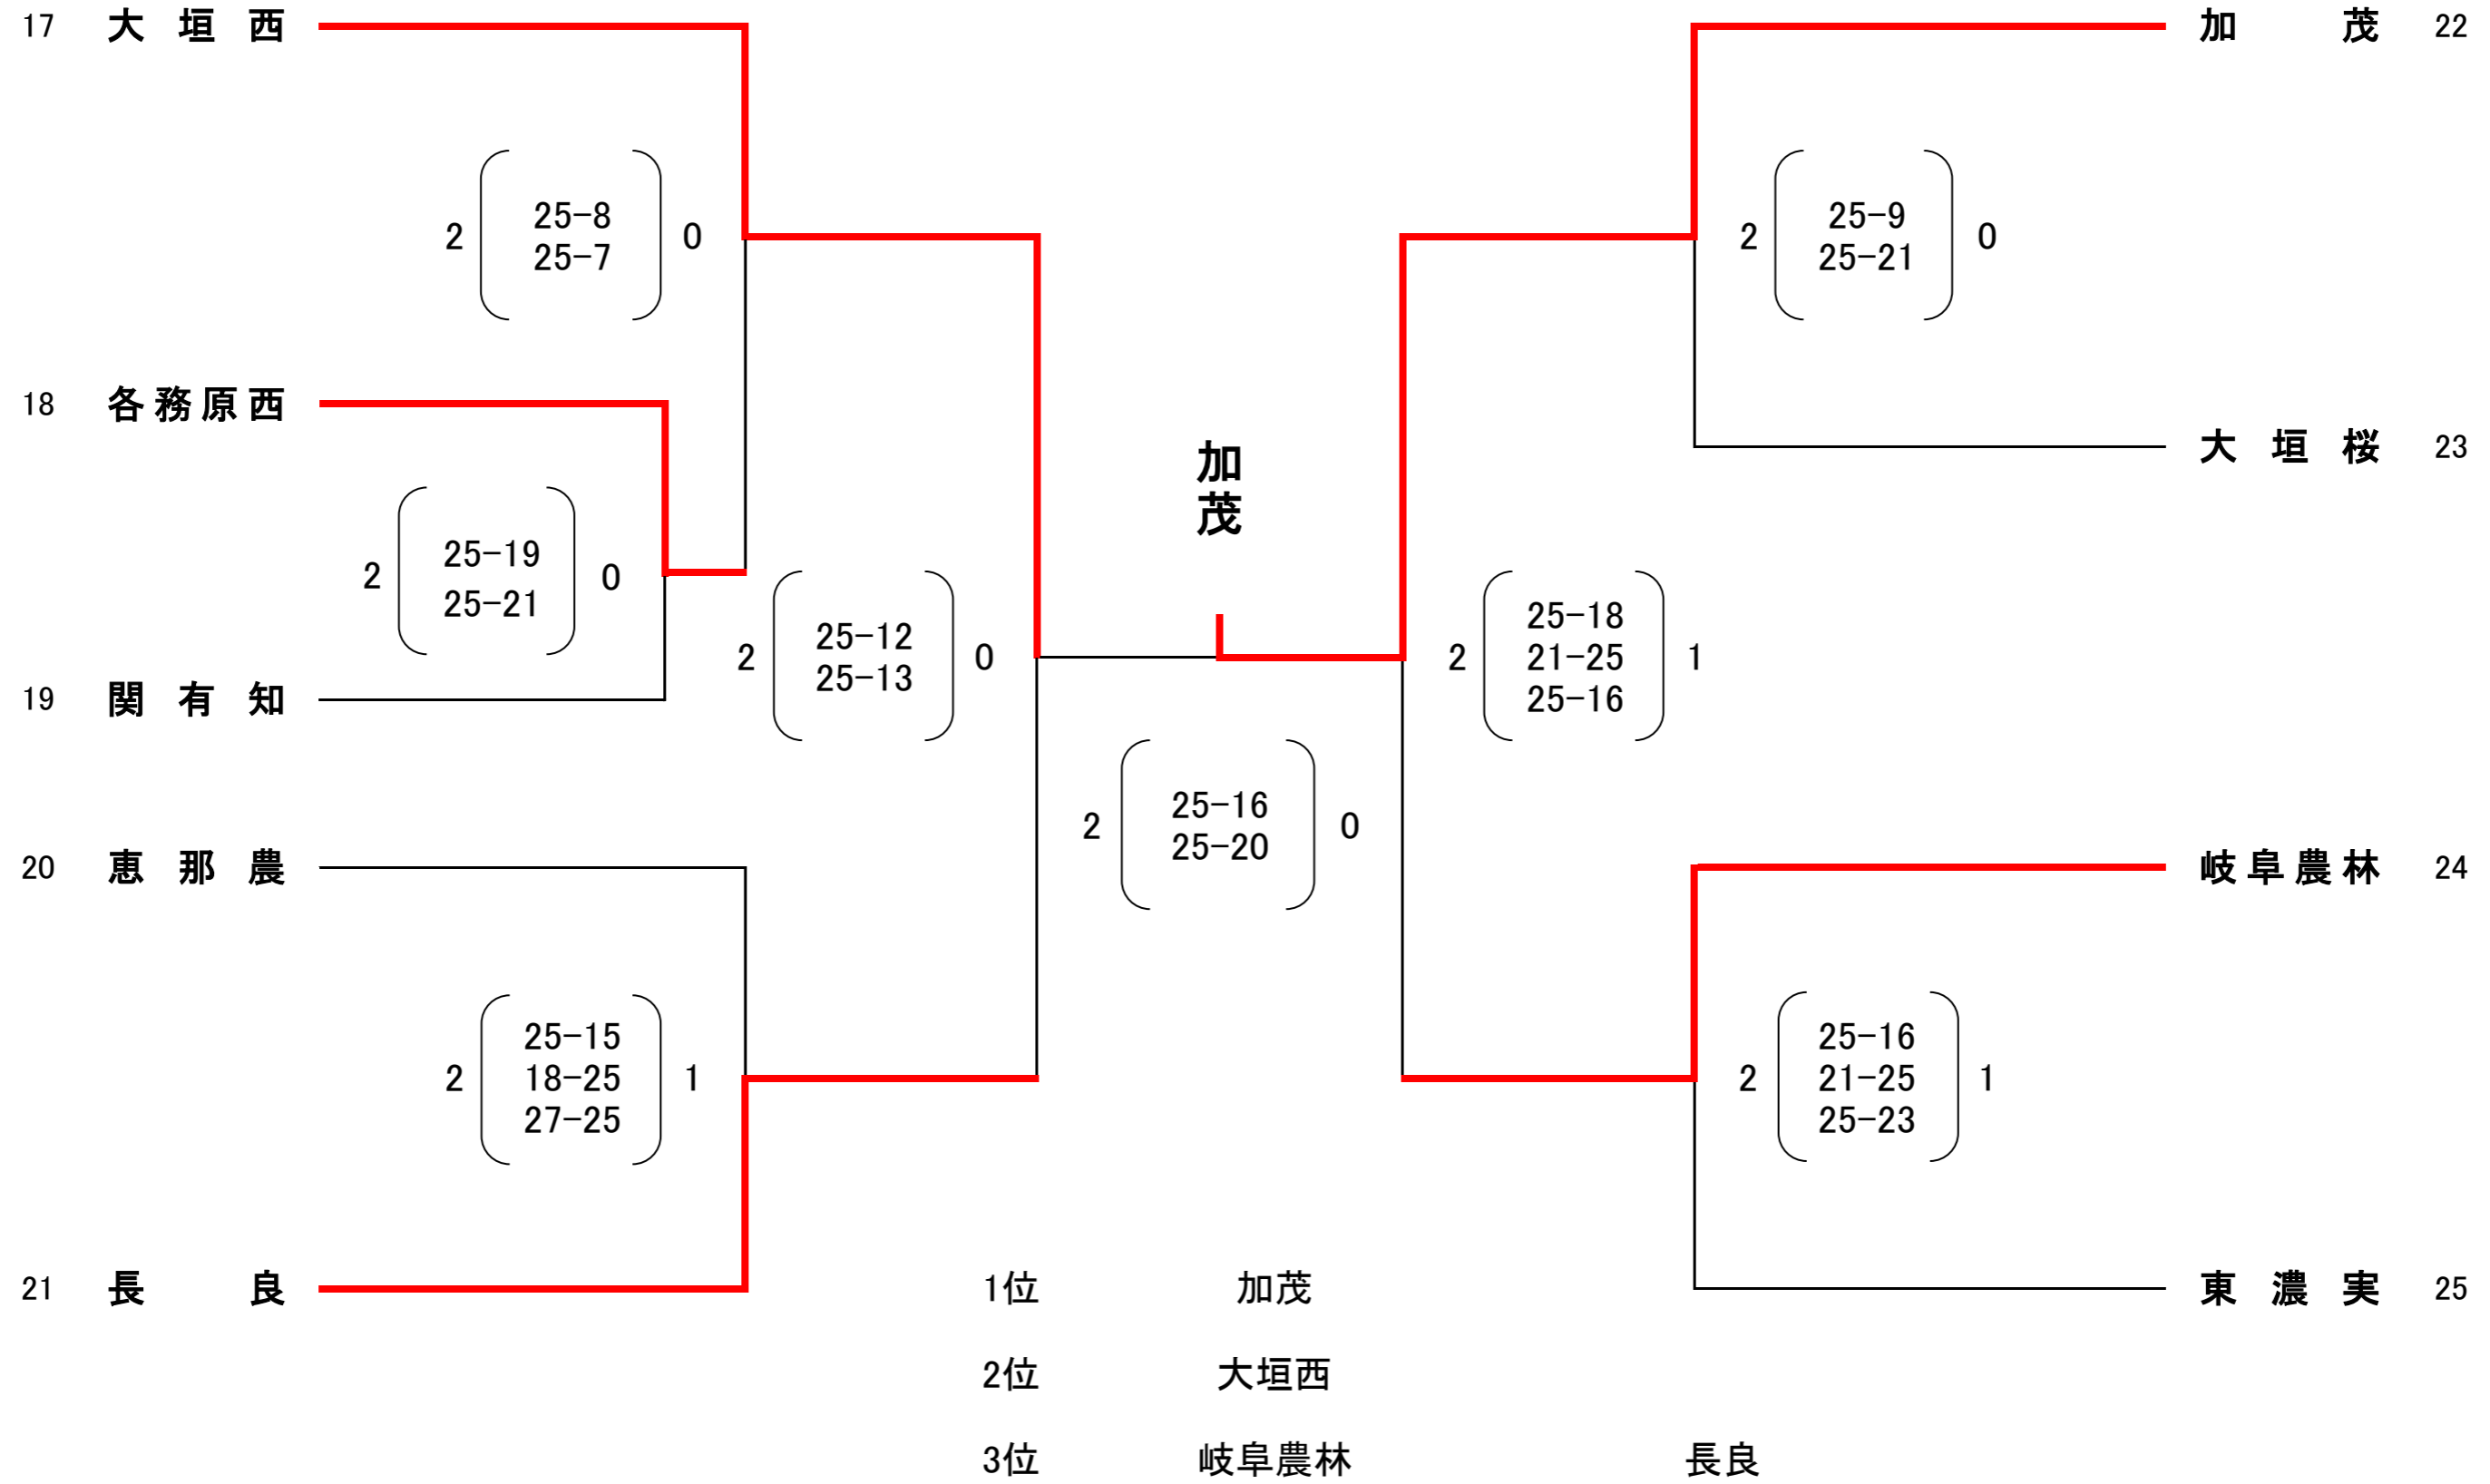 17 大垣西
加茂 22
2 25-8 0
25-7
2 25-9 0
25-21
18 各務原西
大垣桜 23
加茂
2 25-19 0
25-21
2 25-12 0
25-13
2 25-18 1
21-25
25-16
19 関有知
2 25-16 0
25-20
20 恵那農
岐阜農林 24
2 25-15 1
18-25
27-25
2 25-16 1
21-25
25-23
21 長良
東濃実 25
1位 加茂
2位 大垣西
3位 岐阜農林 長良